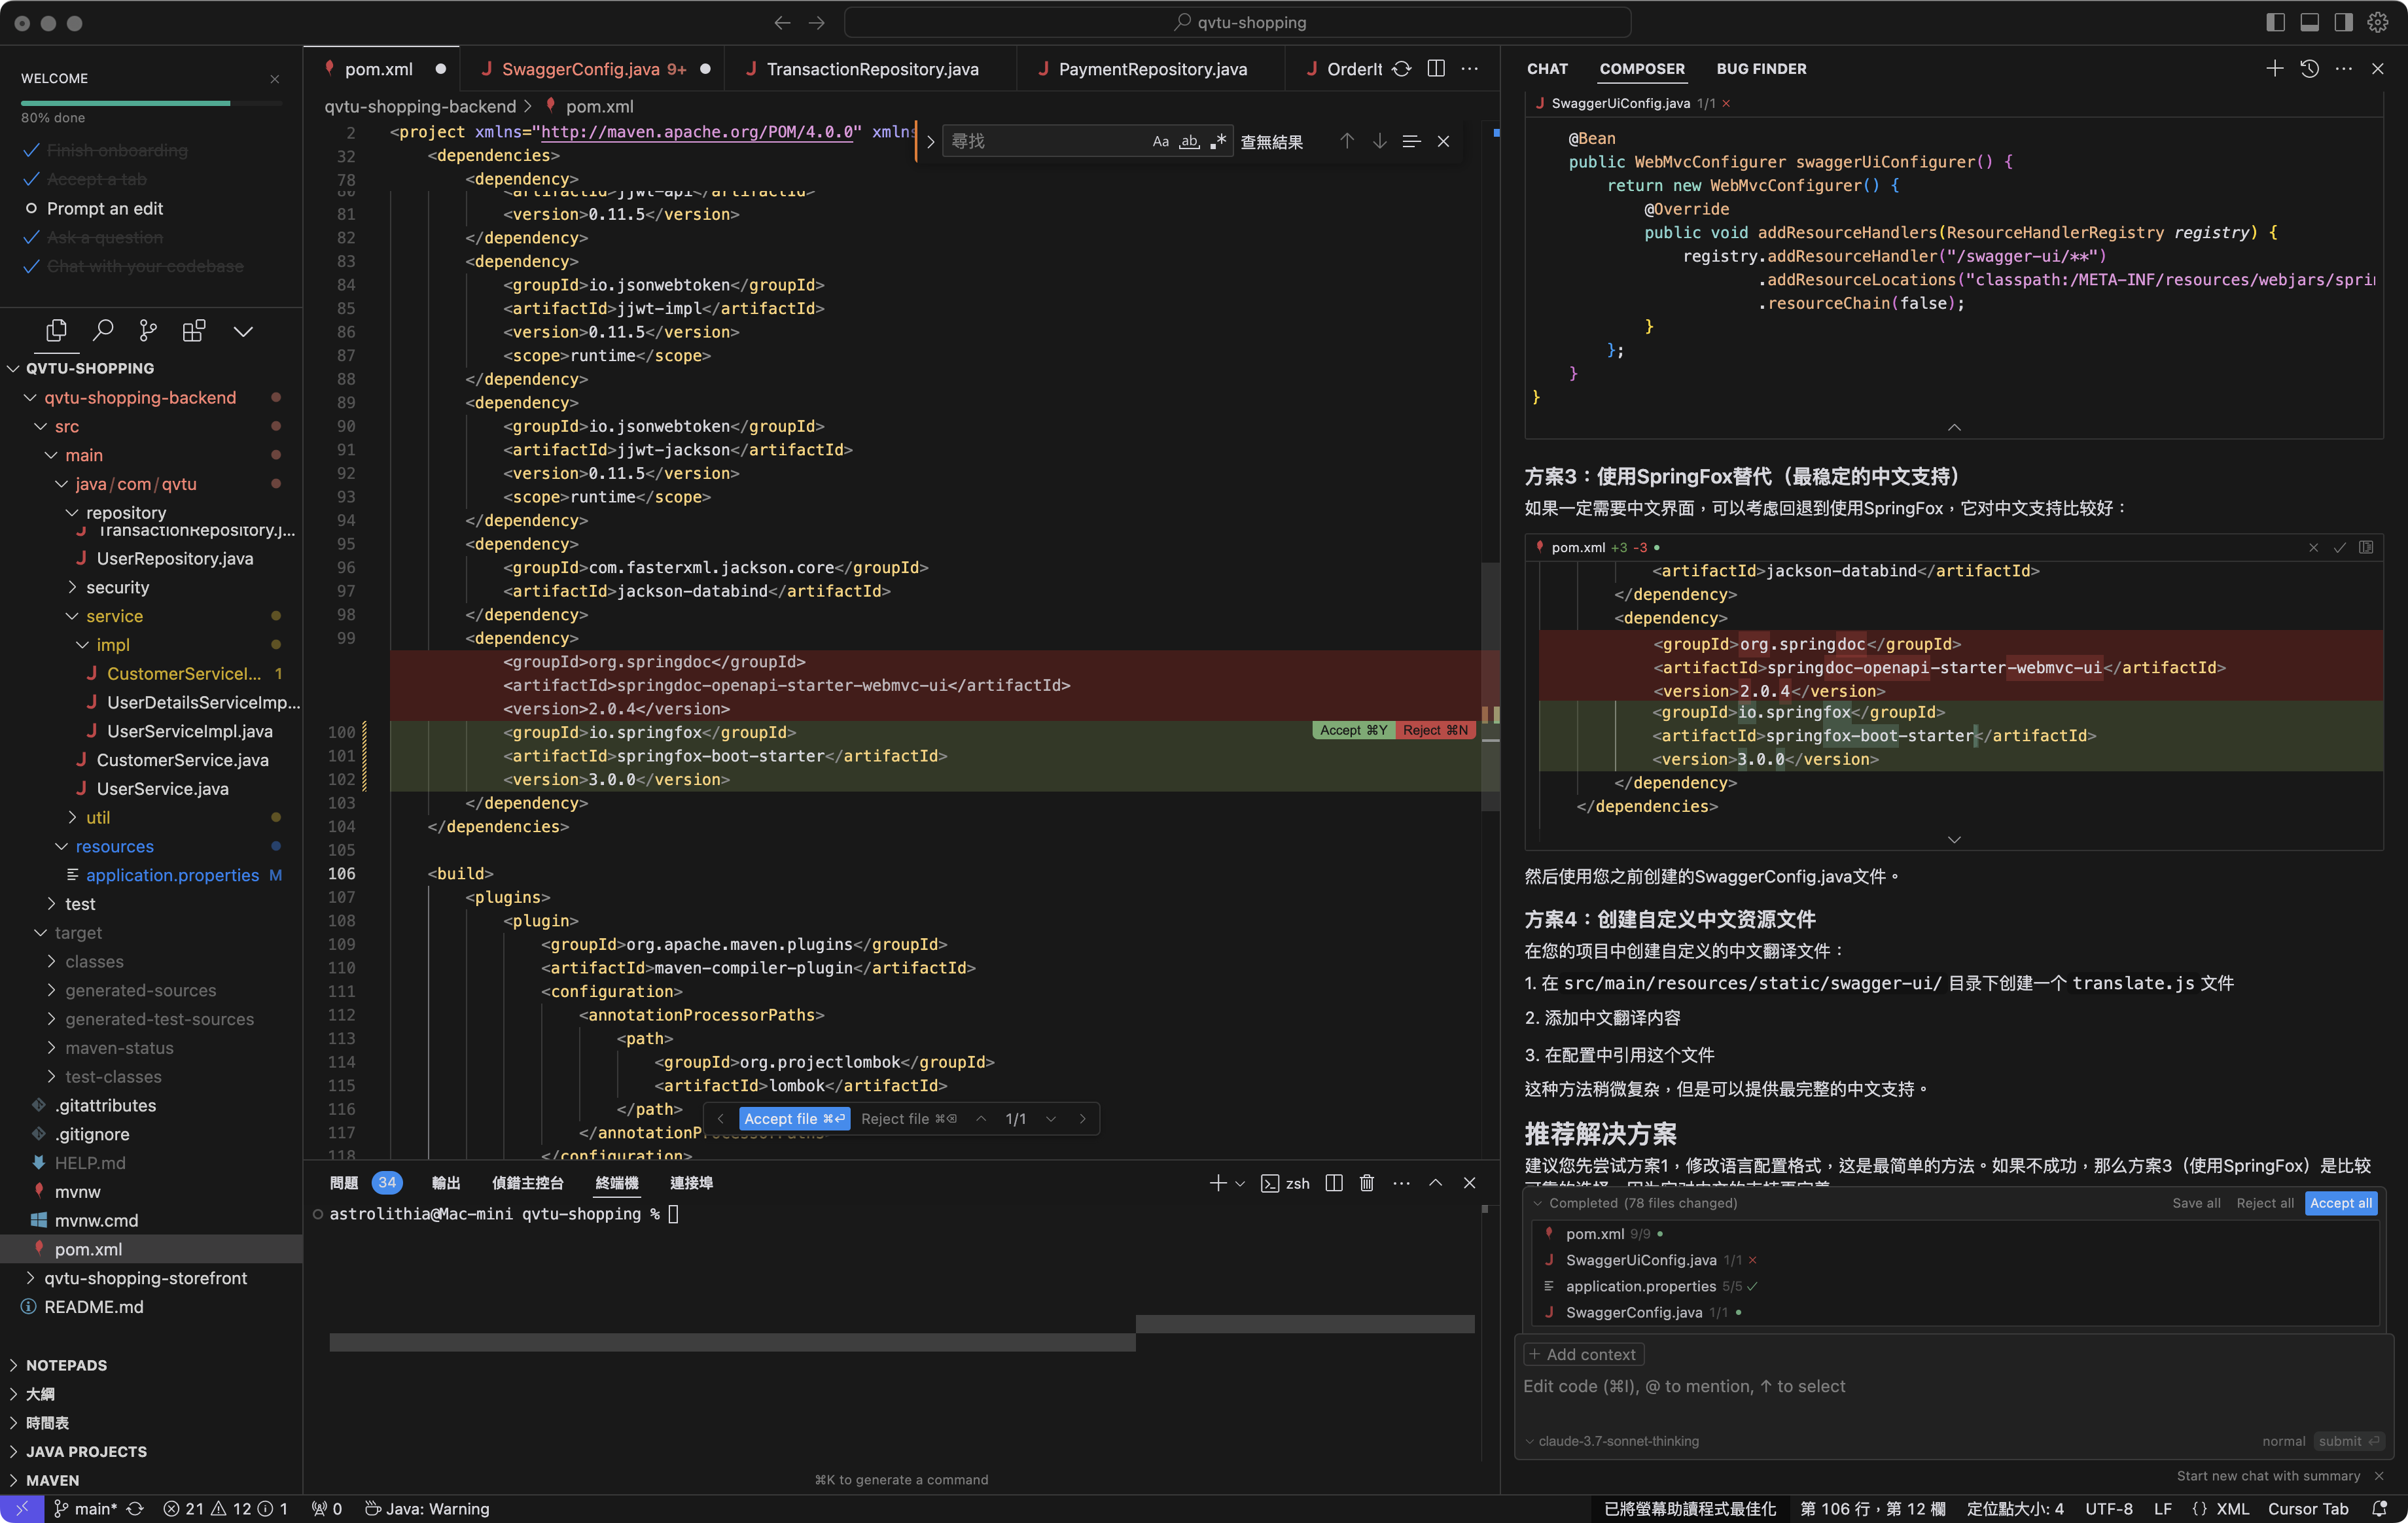 qvtu-shopping
WELCOME
80% done
Finish onboarding
Accept a tab
Prompt an edit
Ask a question
Chat with your codebase
QVTU-SHOPPING
qvtu-shopping-backend
src
main
java/com/qvtu
repository
TransactionRepository.j...
UserRepository.java
security
service
impl
CustomerServiceI... 1
UserDetailsServiceImp...
UserServiceImpl.java
CustomerService.java
UserService.java
util
resources
application.properties M
test
target
classes
generated-sources
generated-test-sources
maven-status
test-classes
.gitattributes
.gitignore
HELP.md
mvnw
mvnw.cmd
pom.xml
qvtu-shopping-storefront
README.md
NOTEPADS
大綱
時間表
JAVA PROJECTS
MAVEN
pom.xml
SwaggerConfig.java 9+
TransactionRepository.java
PaymentRepository.java
OrderIt
qvtu-shopping-backend > pom.xml
尋找 Aa ab .* 查無結果
2 <project xmlns="http://maven.apache.org/POM/4.0.0" xmlns
32 <dependencies>
78 <dependency>
80 <artifactId>jjwt-api</artifactId>
81 <version>0.11.5</version>
82 </dependency>
83 <dependency>
84 <groupId>io.jsonwebtoken</groupId>
85 <artifactId>jjwt-impl</artifactId>
86 <version>0.11.5</version>
87 <scope>runtime</scope>
88 </dependency>
89 <dependency>
90 <groupId>io.jsonwebtoken</groupId>
91 <artifactId>jjwt-jackson</artifactId>
92 <version>0.11.5</version>
93 <scope>runtime</scope>
94 </dependency>
95 <dependency>
96 <groupId>com.fasterxml.jackson.core</groupId>
97 <artifactId>jackson-databind</artifactId>
98 </dependency>
99 <dependency>
<groupId>org.springdoc</groupId>
<artifactId>springdoc-openapi-starter-webmvc-ui</artifactId>
<version>2.0.4</version>
100 <groupId>io.springfox</groupId> Accept ⌘Y Reject ⌘N
101 <artifactId>springfox-boot-starter</artifactId>
102 <version>3.0.0</version>
103 </dependency>
104 </dependencies>
105
106 <build>
107 <plugins>
108 <plugin>
109 <groupId>org.apache.maven.plugins</groupId>
110 <artifactId>maven-compiler-plugin</artifactId>
111 <configuration>
112 <annotationProcessorPaths>
113 <path>
114 <groupId>org.projectlombok</groupId>
115 <artifactId>lombok</artifactId>
116 </path>
117 </annotationProcessorPaths>
118 </configuration>
Accept file ⌘⏎ Reject file ⌘⌫ 1/1
問題 34 輸出 偵錯主控台 終端機 連接埠 zsh
astrolithia@Mac-mini qvtu-shopping %
⌘K to generate a command
CHAT COMPOSER BUG FINDER
SwaggerUiConfig.java 1/1
@Bean
public WebMvcConfigurer swaggerUiConfigurer() {
return new WebMvcConfigurer() {
@Override
public void addResourceHandlers(ResourceHandlerRegistry registry) {
registry.addResourceHandler("/swagger-ui/**")
.addResourceLocations("classpath:/META-INF/resources/webjars/sprin
.resourceChain(false);
}
};
}
}
方案3：使用SpringFox替代（最稳定的中文支持）
如果一定需要中文界面，可以考虑回退到使用SpringFox，它对中文支持比较好：
pom.xml +3 -3
<artifactId>jackson-databind</artifactId>
</dependency>
<dependency>
<groupId>org.springdoc</groupId>
<artifactId>springdoc-openapi-starter-webmvc-ui</artifactId>
<version>2.0.4</version>
<groupId>io.springfox</groupId>
<artifactId>springfox-boot-starter</artifactId>
<version>3.0.0</version>
</dependency>
</dependencies>
然后使用您之前创建的SwaggerConfig.java文件。
方案4：创建自定义中文资源文件
在您的项目中创建自定义的中文翻译文件：
1. 在 src/main/resources/static/swagger-ui/ 目录下创建一个 translate.js 文件
2. 添加中文翻译内容
3. 在配置中引用这个文件
这种方法稍微复杂，但是可以提供最完整的中文支持。
推荐解决方案
建议您先尝试方案1，修改语言配置格式，这是最简单的方法。如果不成功，那么方案3（使用SpringFox）是比较
Completed (78 files changed) Save all Reject all Accept all
pom.xml 9/9
SwaggerUiConfig.java 1/1
application.properties 5/5
SwaggerConfig.java 1/1
+ Add context
Edit code (⌘I), @ to mention, ↑ to select
claude-3.7-sonnet-thinking normal submit ⏎
Start new chat with summary
main* 21 12 1 0 Java: Warning
已將螢幕助讀程式最佳化 第 106 行，第 12 欄 定位點大小: 4 UTF-8 LF {} XML Cursor Tab